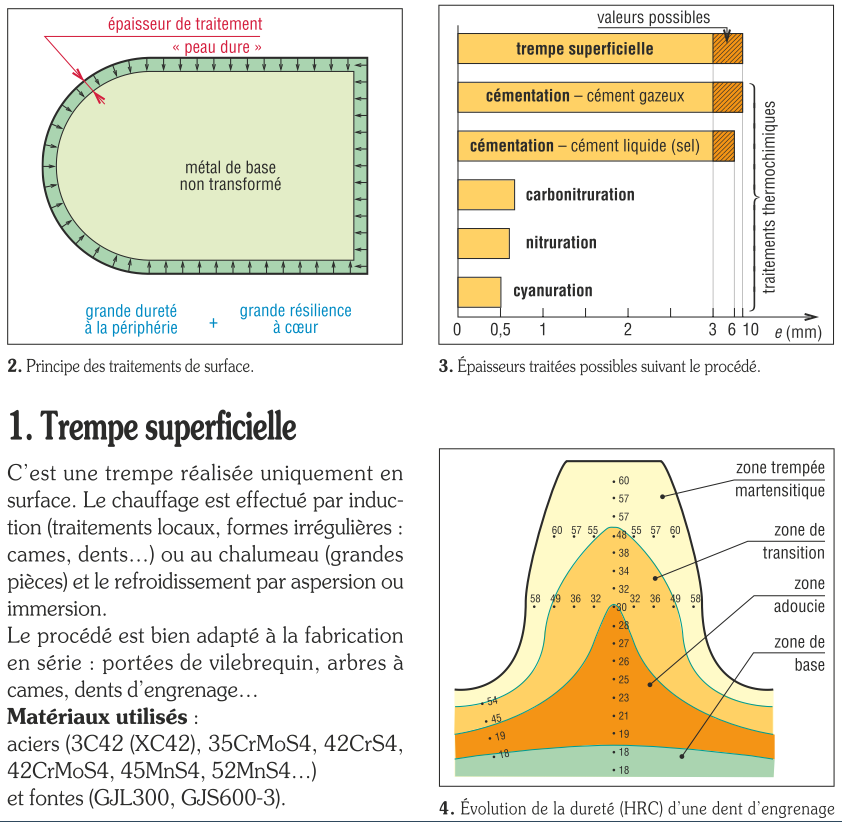 épaisseur de traitement
« peau dure »
métal de base
non transformé
grande dureté
à la périphérie
+
grande résilience
à cœur
2. Principe des traitements de surface.
valeurs possibles
trempe superficielle
cémentation – cément gazeux
cémentation – cément liquide (sel)
carbonitruration
nitruration
cyanuration
traitements thermochimiques
0 0,5 1 2 3 6 10 e (mm)
3. Épaisseurs traitées possibles suivant le procédé.
1. Trempe superficielle
C'est une trempe réalisée uniquement en
surface. Le chauffage est effectué par induc-
tion (traitements locaux, formes irrégulières :
cames, dents…) ou au chalumeau (grandes
pièces) et le refroidissement par aspersion ou
immersion.
Le procédé est bien adapté à la fabrication
en série : portées de vilebrequin, arbres à
cames, dents d'engrenage…
Matériaux utilisés :
aciers (3C42 (XC42), 35CrMoS4, 42CrS4,
42CrMoS4, 45MnS4, 52MnS4…)
et fontes (GJL300, GJS600-3).
zone trempée
martensitique
zone de
transition
zone
adoucie
zone de
base
60
57
57
60 57 55 48 55 57 60
38
34
32
58 49 36 32 30 32 36 49 58
28
27
26
25
23
21
19
18
18
54
45
19
18
4. Évolution de la dureté (HRC) d'une dent d'engrenage